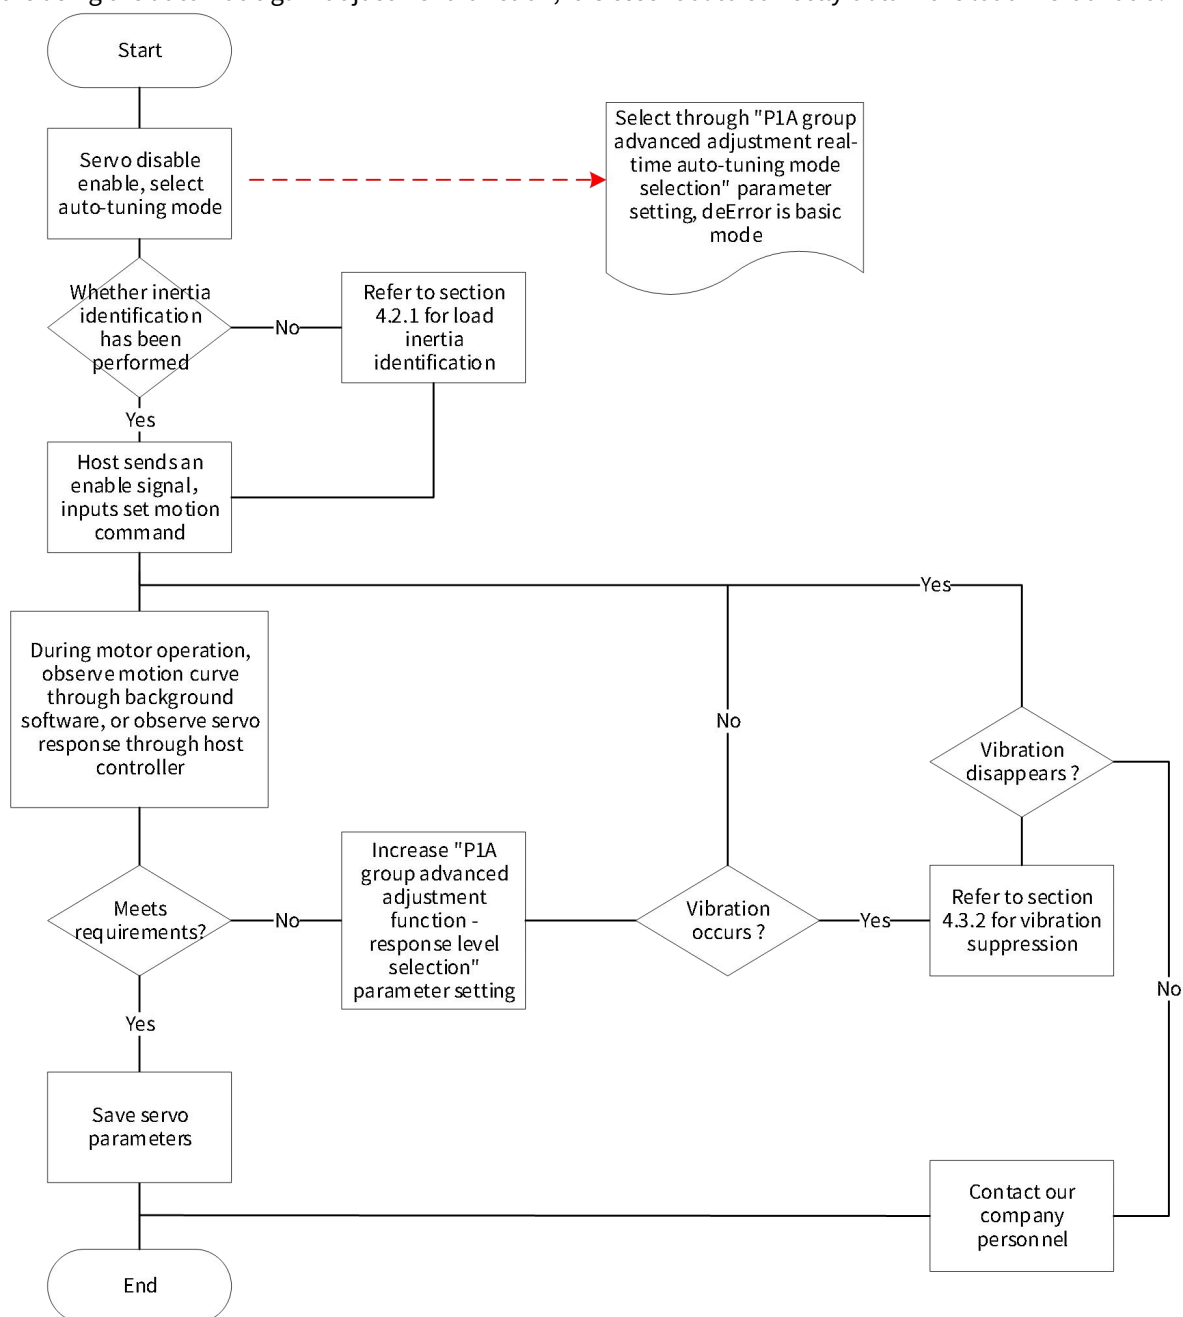 Start
Servo disable
enable, select
auto-tuning mode
Select through "P1A group
advanced adjustment real-
time auto-tuning mode
selection" parameter
setting, deError is basic
mode
Whether inertia
identification
has been
performed
No
Refer to section
4.2.1 for load
inertia
identification
Yes
Host sends an
enable signal,
inputs set motion
command
Yes
During motor operation,
observe motion curve
through background
software, or observe servo
response through host
controller
No
Vibration
disappears ?
Meets
requirements?
No
Increase "P1A
group advanced
adjustment
function -
response level
selection"
parameter setting
Vibration
occurs ?
Yes
Refer to section
4.3.2 for vibration
suppression
No
Yes
Save servo
parameters
Contact our
company
personnel
End